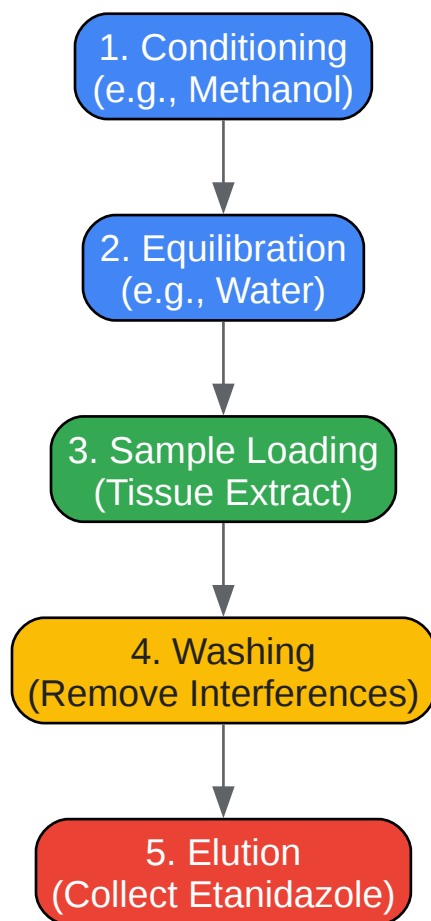 1. Conditioning
(e.g., Methanol)
2. Equilibration
(e.g., Water)
3. Sample Loading
(Tissue Extract)
4. Washing
(Remove Interferences)
5. Elution
(Collect Etanidazole)